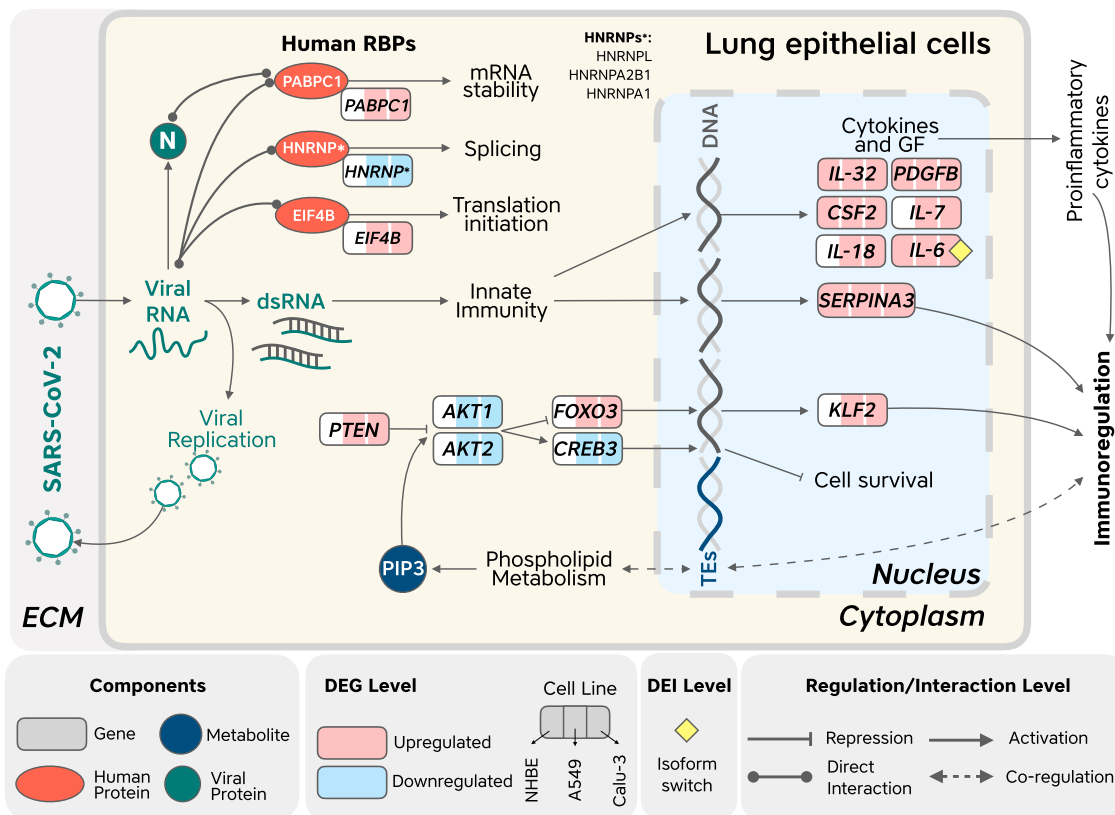 Human RBPs
HNRNPs*:
HNRNPL
HNRNPA2B1
HNRNPA1
Lung epithelial cells
PABPC1
PABPC1
mRNA
stability
N
HNRNP*
HNRNP*
Splicing
EIF4B
EIF4B
Translation
initiation
DNA
Cytokines
and GF
IL-32
PDGFB
CSF2
IL-7
IL-18
IL-6
Proinflammatory
cytokines
Viral
RNA
dsRNA
Innate
Immunity
SERPINA3
SARS-CoV-2
Viral
Replication
PTEN
AKT1
AKT2
FOXO3
CREB3
KLF2
Cell survival
Immunoregulation
PIP3
Phospholipid
Metabolism
TEs
Nucleus
Cytoplasm
ECM
Components
Gene
Metabolite
Human
Protein
Viral
Protein
DEG Level
Upregulated
Downregulated
Cell Line
NHBE
A549
Calu-3
DEI Level
Isoform
switch
Regulation/Interaction Level
Repression
Activation
Direct
Interaction
Co-regulation